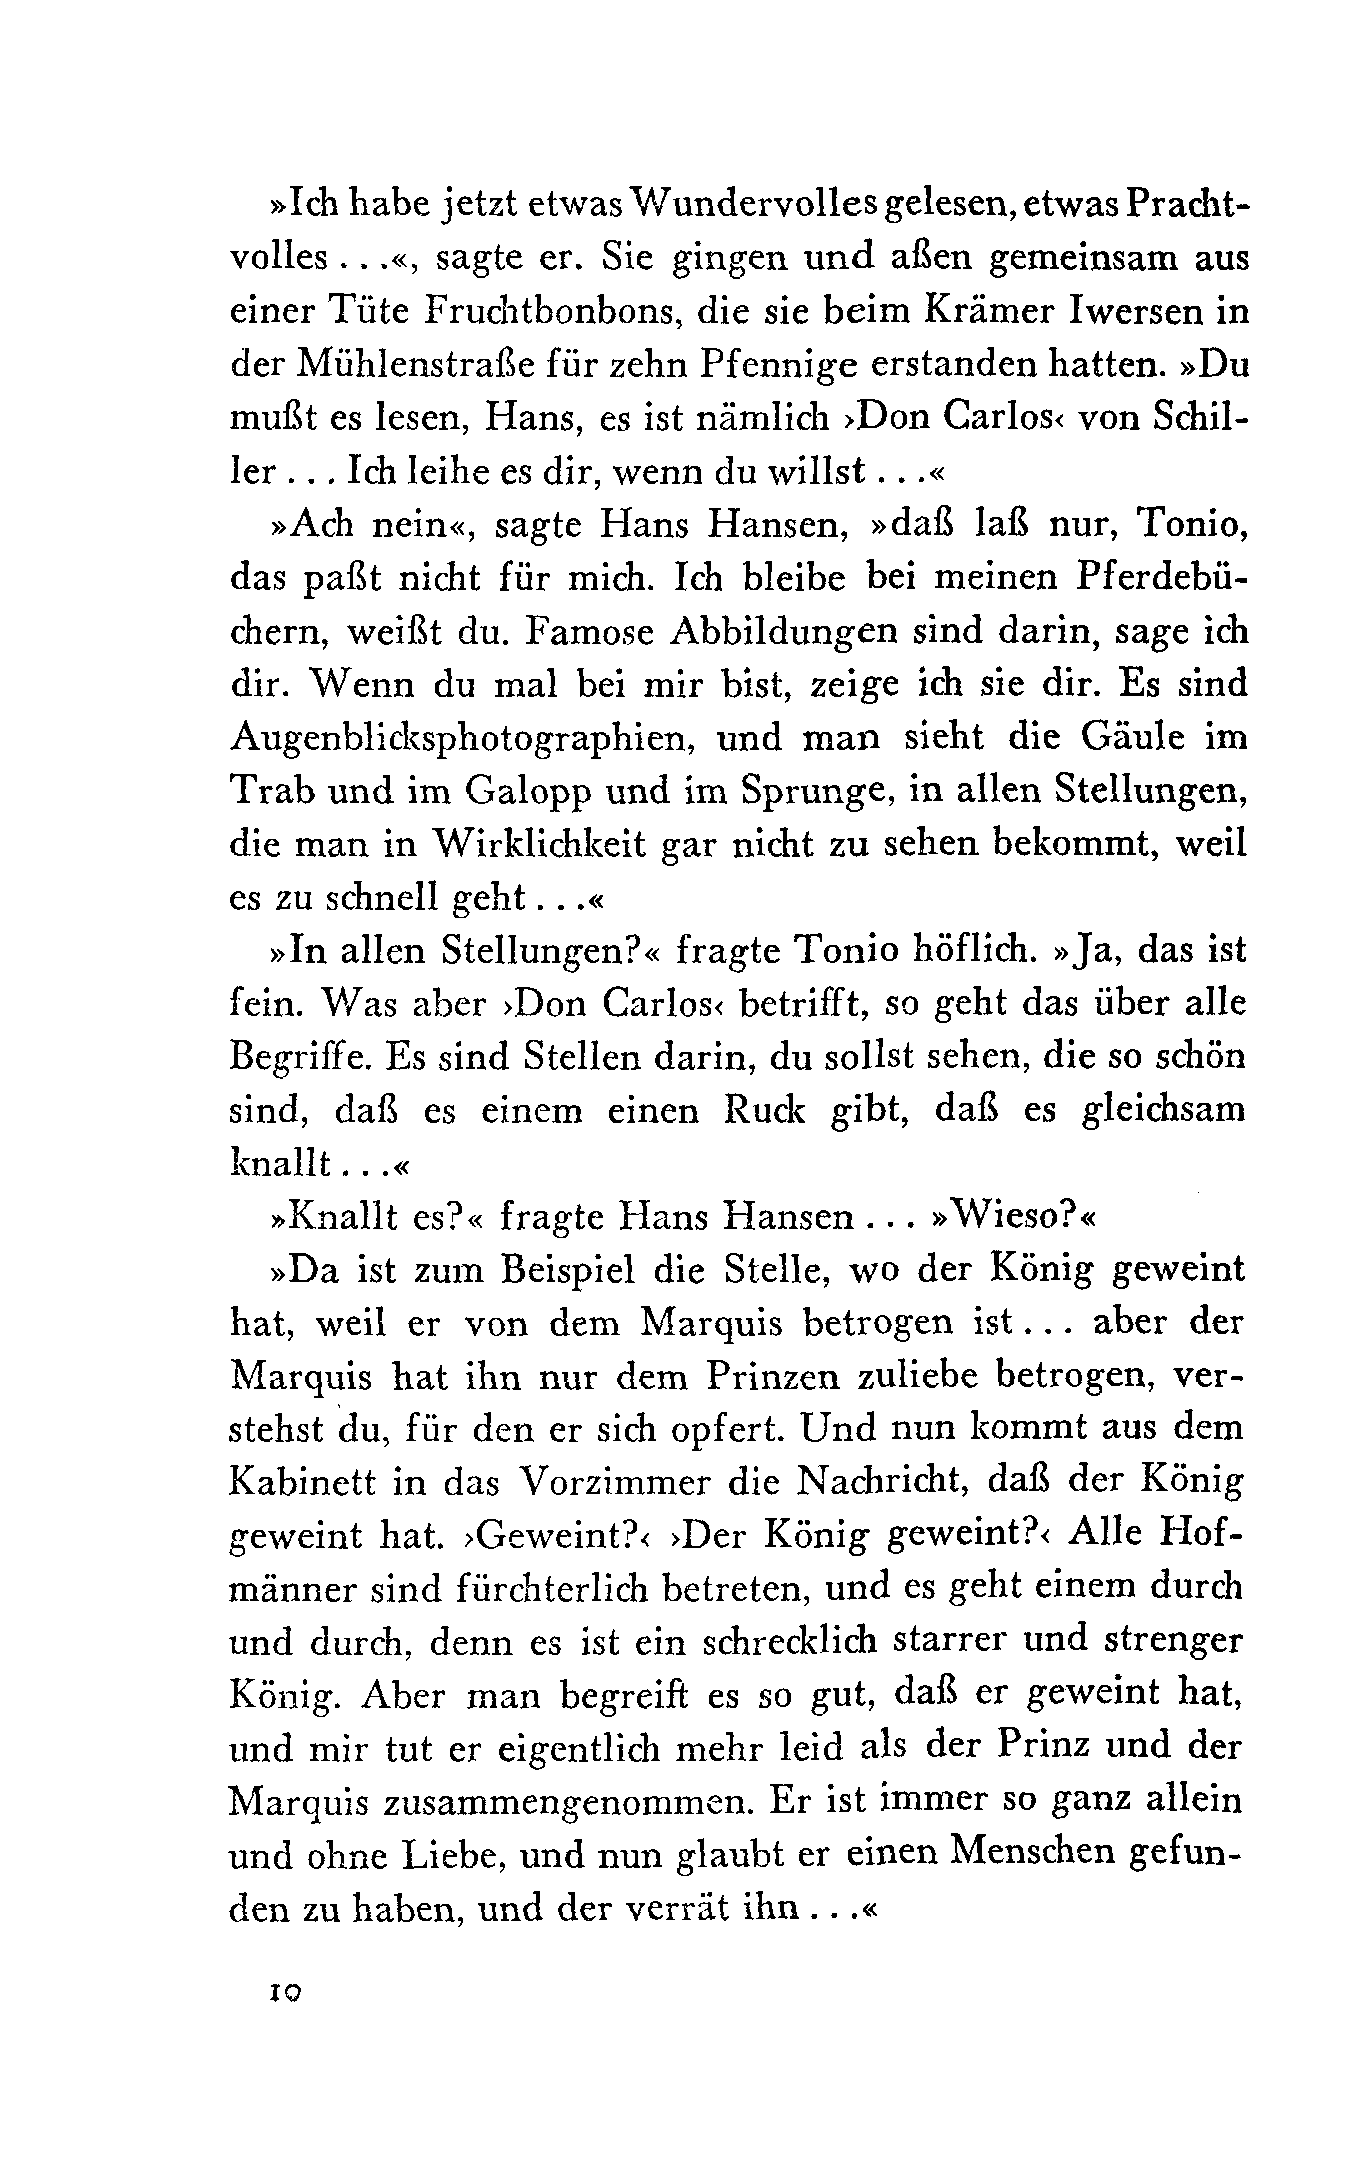 »Ich habe jetzt etwas Wundervolles gelesen, etwas Pracht-
volles . . .«, sagte er. Sie gingen und aßen gemeinsam aus
einer Tüte Fruchtbonbons, die sie beim Krämer Iwersen in
der Mühlenstraße für zehn Pfennige erstanden hatten. »Du
mußt es lesen, Hans, es ist nämlich ›Don Carlos‹ von Schil-
ler . . . Ich leihe es dir, wenn du willst . . .«
»Ach nein«, sagte Hans Hansen, »daß laß nur, Tonio,
das paßt nicht für mich. Ich bleibe bei meinen Pferdebü-
chern, weißt du. Famose Abbildungen sind darin, sage ich
dir. Wenn du mal bei mir bist, zeige ich sie dir. Es sind
Augenblicksphotographien, und man sieht die Gäule im
Trab und im Galopp und im Sprunge, in allen Stellungen,
die man in Wirklichkeit gar nicht zu sehen bekommt, weil
es zu schnell geht . . .«
»In allen Stellungen?« fragte Tonio höflich. »Ja, das ist
fein. Was aber ›Don Carlos‹ betrifft, so geht das über alle
Begriffe. Es sind Stellen darin, du sollst sehen, die so schön
sind, daß es einem einen Ruck gibt, daß es gleichsam
knallt . . .«
»Knallt es?« fragte Hans Hansen . . . »Wieso?«
»Da ist zum Beispiel die Stelle, wo der König geweint
hat, weil er von dem Marquis betrogen ist . . . aber der
Marquis hat ihn nur dem Prinzen zuliebe betrogen, ver-
stehst du, für den er sich opfert. Und nun kommt aus dem
Kabinett in das Vorzimmer die Nachricht, daß der König
geweint hat. ›Geweint?‹ ›Der König geweint?‹ Alle Hof-
männer sind fürchterlich betreten, und es geht einem durch
und durch, denn es ist ein schrecklich starrer und strenger
König. Aber man begreift es so gut, daß er geweint hat,
und mir tut er eigentlich mehr leid als der Prinz und der
Marquis zusammengenommen. Er ist immer so ganz allein
und ohne Liebe, und nun glaubt er einen Menschen gefun-
den zu haben, und der verrät ihn . . .«
10